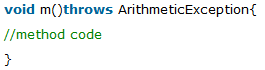 void m()throws ArithmeticException{
//method code
}